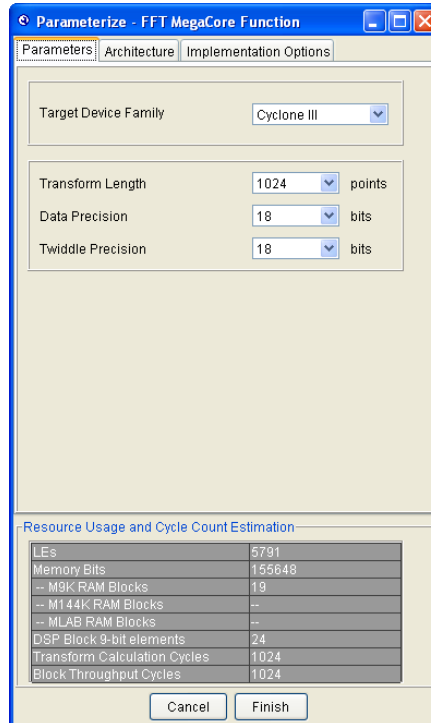 Parameterize - FFT MegaCore Function
Parameters Architecture Implementation Options
Target Device Family Cyclone III
Transform Length 1024 points
Data Precision 18 bits
Twiddle Precision 18 bits
Resource Usage and Cycle Count Estimation
LEs 5791
Memory Bits 155648
-- M9K RAM Blocks 19
-- M144K RAM Blocks --
-- MLAB RAM Blocks --
DSP Block 9-bit elements 24
Transform Calculation Cycles 1024
Block Throughput Cycles 1024
Cancel Finish